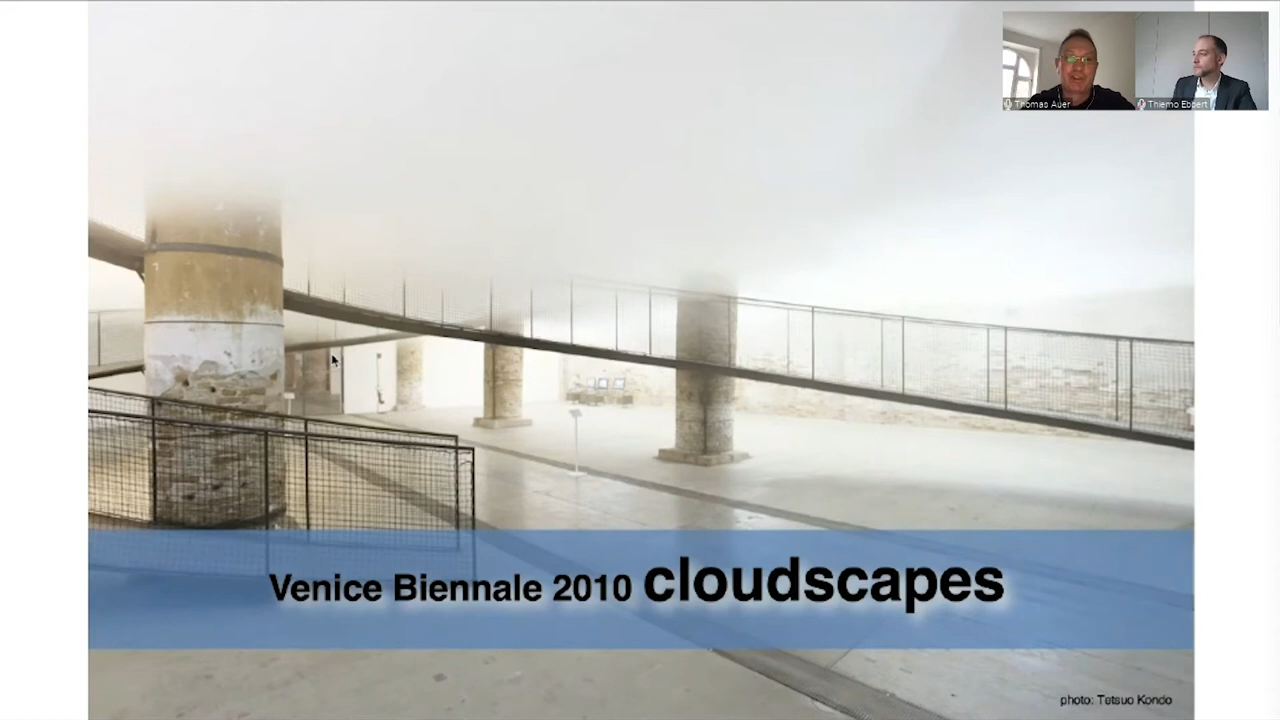 Thomas Auer
Thiemo Ebbert
Venice Biennale 2010 cloudscapes
photo: Tetsuo Kondo